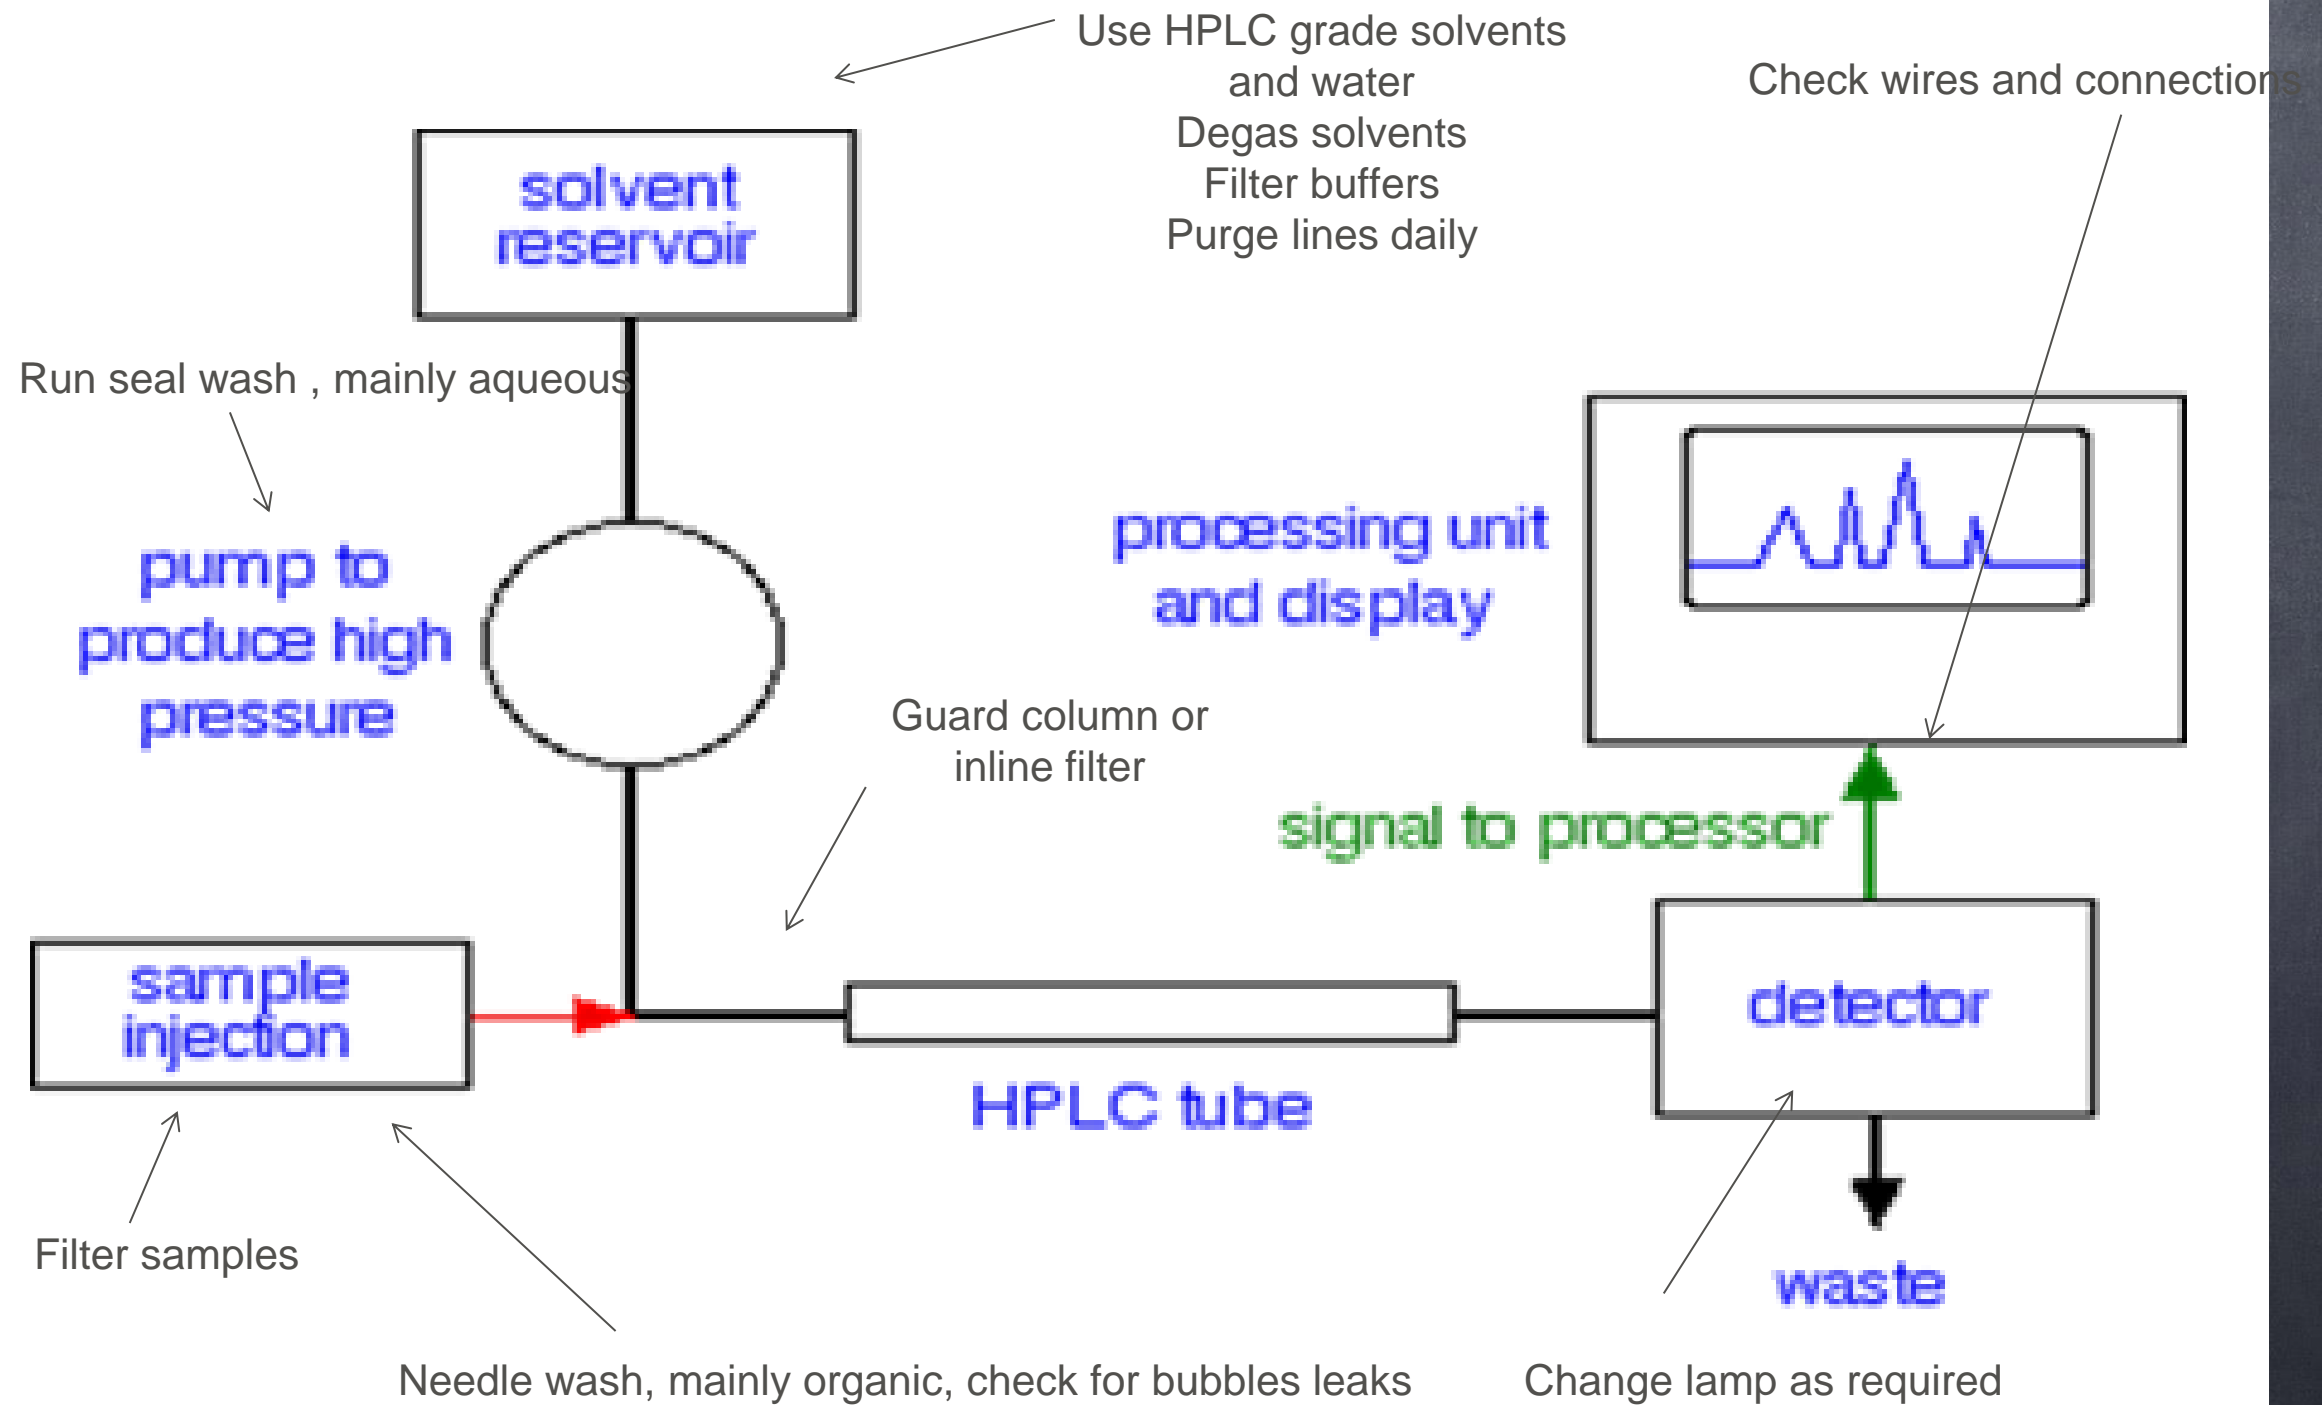 Use HPLC grade solvents
and water
Degas solvents
Filter buffers
Purge lines daily
Check wires and connections
solvent
reservoir
Run seal wash , mainly aqueous
pump to
produce high
pressure
processing unit
and display
Guard column or
inline filter
signal to processor
sample
injection
detector
HPLC tube
Filter samples
waste
Needle wash, mainly organic, check for bubbles leaks
Change lamp as required